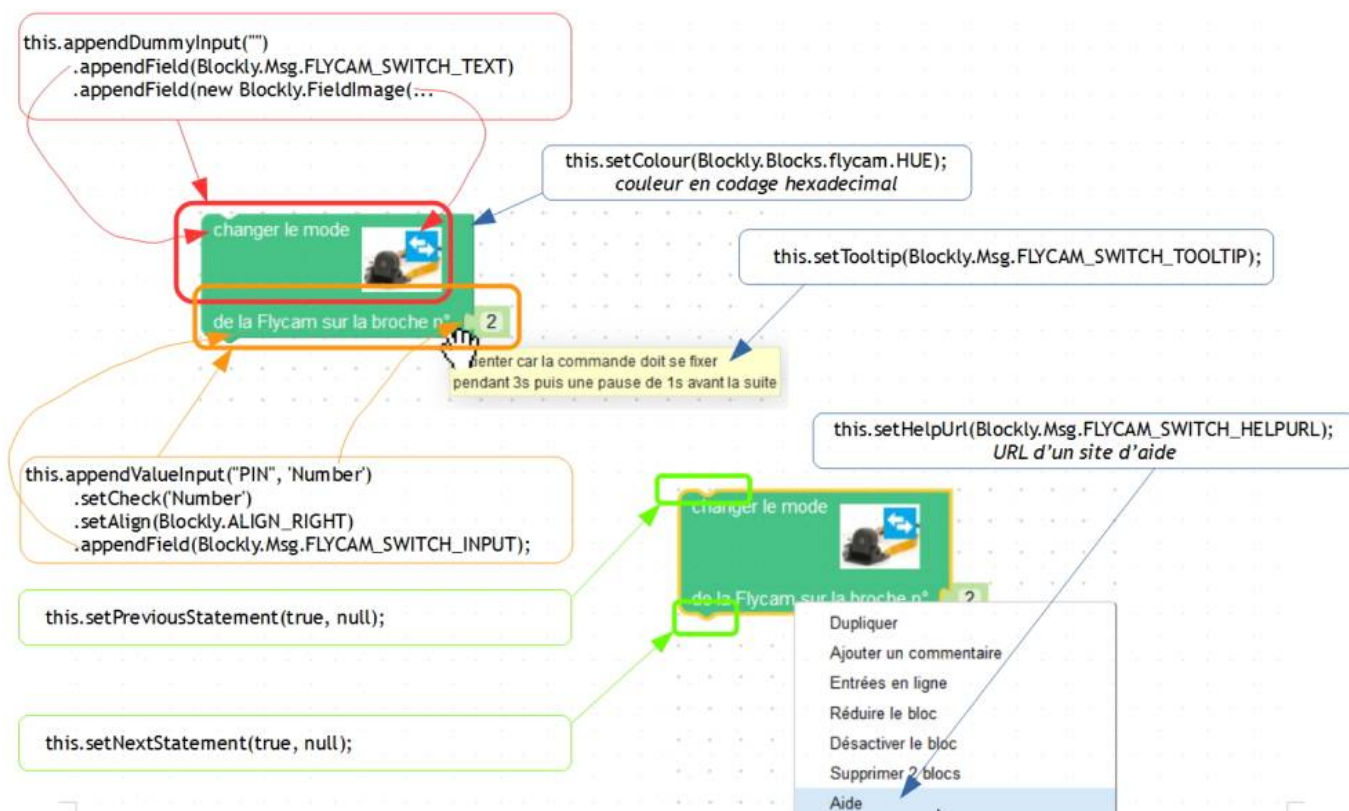 this.appendDummyInput("")
.appendField(Blockly.Msg.FLYCAM_SWITCH_TEXT)
.appendField(new Blockly.FieldImage(...
this.setColour(Blockly.Blocks.flycam.HUE);
couleur en codage hexadecimal
changer le mode
this.setTooltip(Blockly.Msg.FLYCAM_SWITCH_TOOLTIP);
de la Flycam sur la broche n° 2
car la commande doit se fixer
pendant 3s puis une pause de 1s avant la suite
this.setHelpUrl(Blockly.Msg.FLYCAM_SWITCH_HELPURL);
URL d'un site d'aide
this.appendValueInput("PIN", 'Number')
.setCheck('Number')
.setAlign(Blockly.ALIGN_RIGHT)
.appendField(Blockly.Msg.FLYCAM_SWITCH_INPUT);
changer le mode
de la Flycam sur la broche n° 2
this.setPreviousStatement(true, null);
Dupliquer
Ajouter un commentaire
Entrées en ligne
Réduire le bloc
Désactiver le bloc
Supprimer 2 blocs
Aide
this.setNextStatement(true, null);